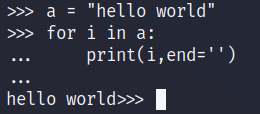 >>> a = "hello world"
>>> for i in a:
...     print(i,end='')
...
hello world>>>